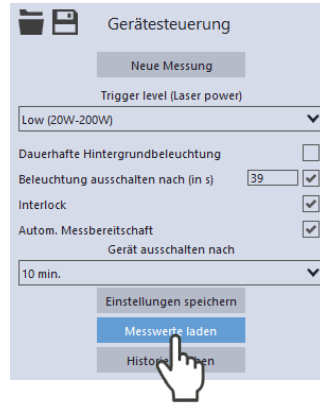 Gerätesteuerung
Neue Messung
Trigger level (Laser power)
Low (20W-200W)
Dauerhafte Hintergrundbeleuchtung
Beleuchtung ausschalten nach (in s) 39
Interlock
Autom. Messbereitschaft
Gerät ausschalten nach
10 min.
Einstellungen speichern
Messwerte laden